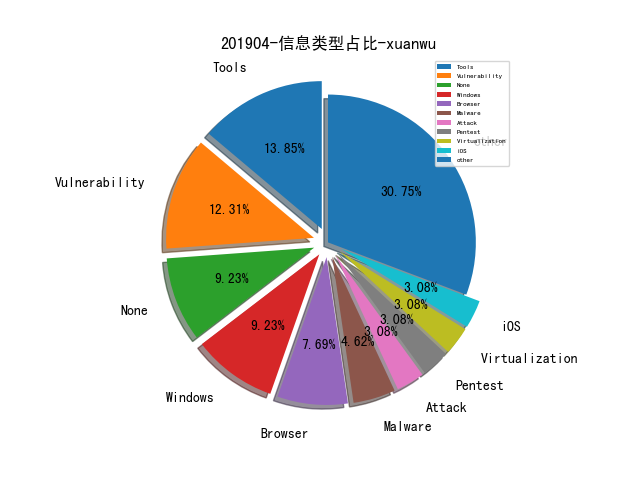 201904-信息类型占比-xuanwu
Tools
Vulnerability
None
Windows
Browser
Malware
Attack
Pentest
Virtualization
iOS
other
Tools
other
13.85%
30.75%
Vulnerability
12.31%
None
9.23%
Windows
9.23%
Browser
7.69%
Malware
4.62%
Attack
3.08%
Pentest
3.08%
Virtualization
3.08%
iOS
3.08%